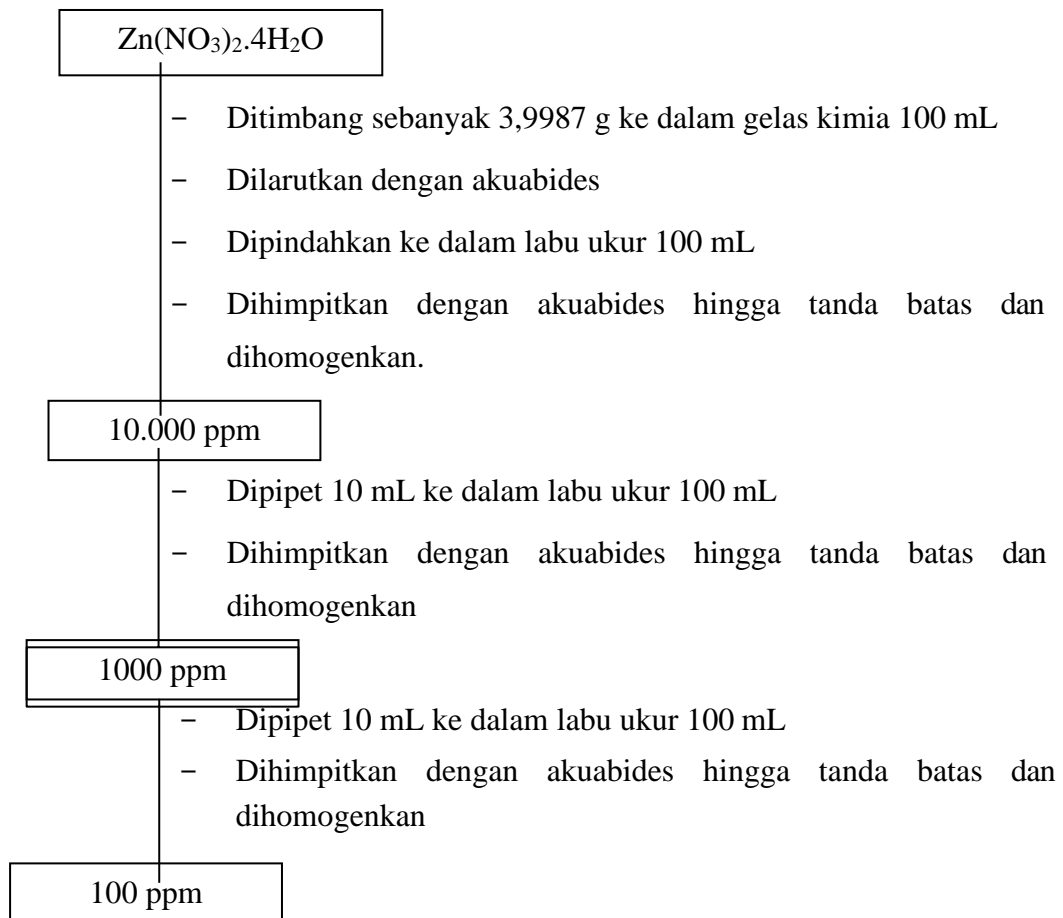 Zn(NO₃)₂.4H₂O
− Ditimbang sebanyak 3,9987 g ke dalam gelas kimia 100 mL
− Dilarutkan dengan akuabides
− Dipindahkan ke dalam labu ukur 100 mL
− Dihimpitkan dengan akuabides hingga tanda batas dan
dihomogenkan.
10.000 ppm
− Dipipet 10 mL ke dalam labu ukur 100 mL
− Dihimpitkan dengan akuabides hingga tanda batas dan
dihomogenkan
1000 ppm
− Dipipet 10 mL ke dalam labu ukur 100 mL
− Dihimpitkan dengan akuabides hingga tanda batas dan
dihomogenkan
100 ppm